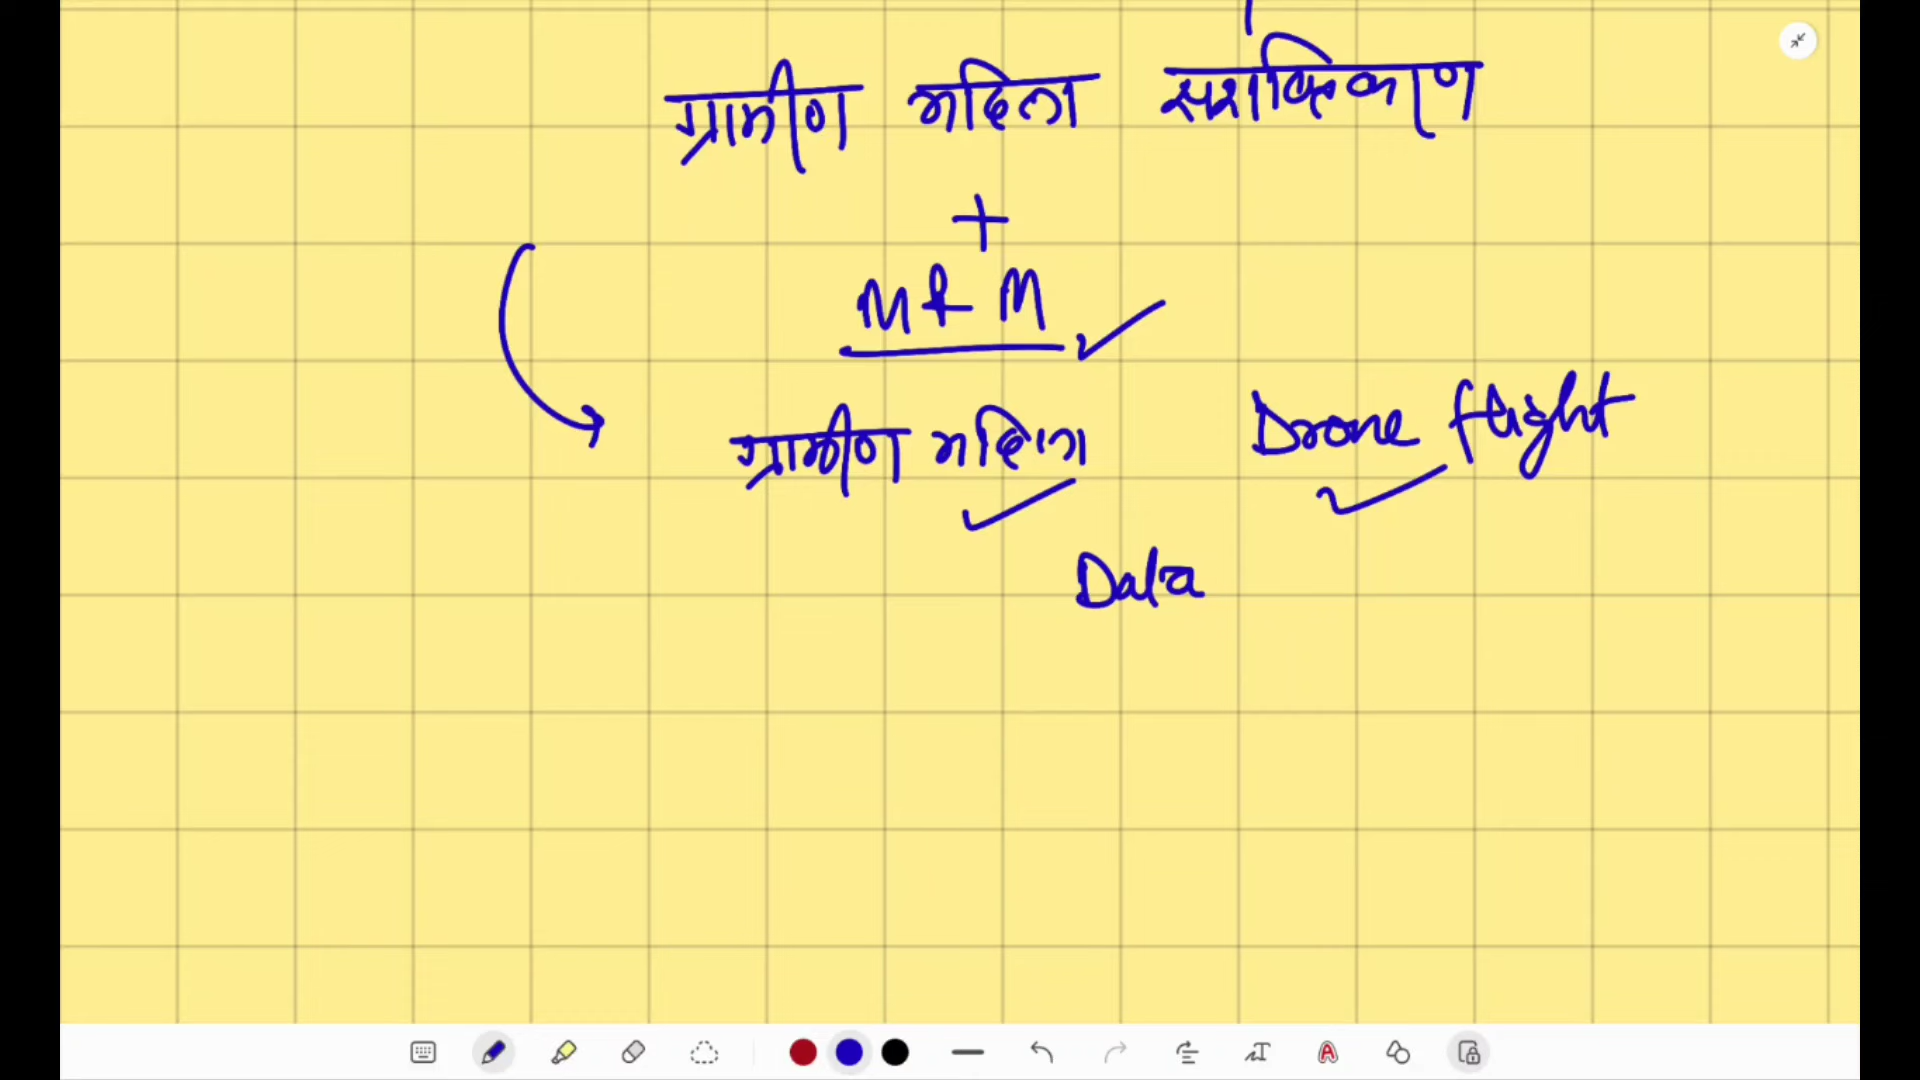 ग्रामीण महिला सशक्तिकरण
+
M & M
ग्रामीण महिला Drone flight
Data